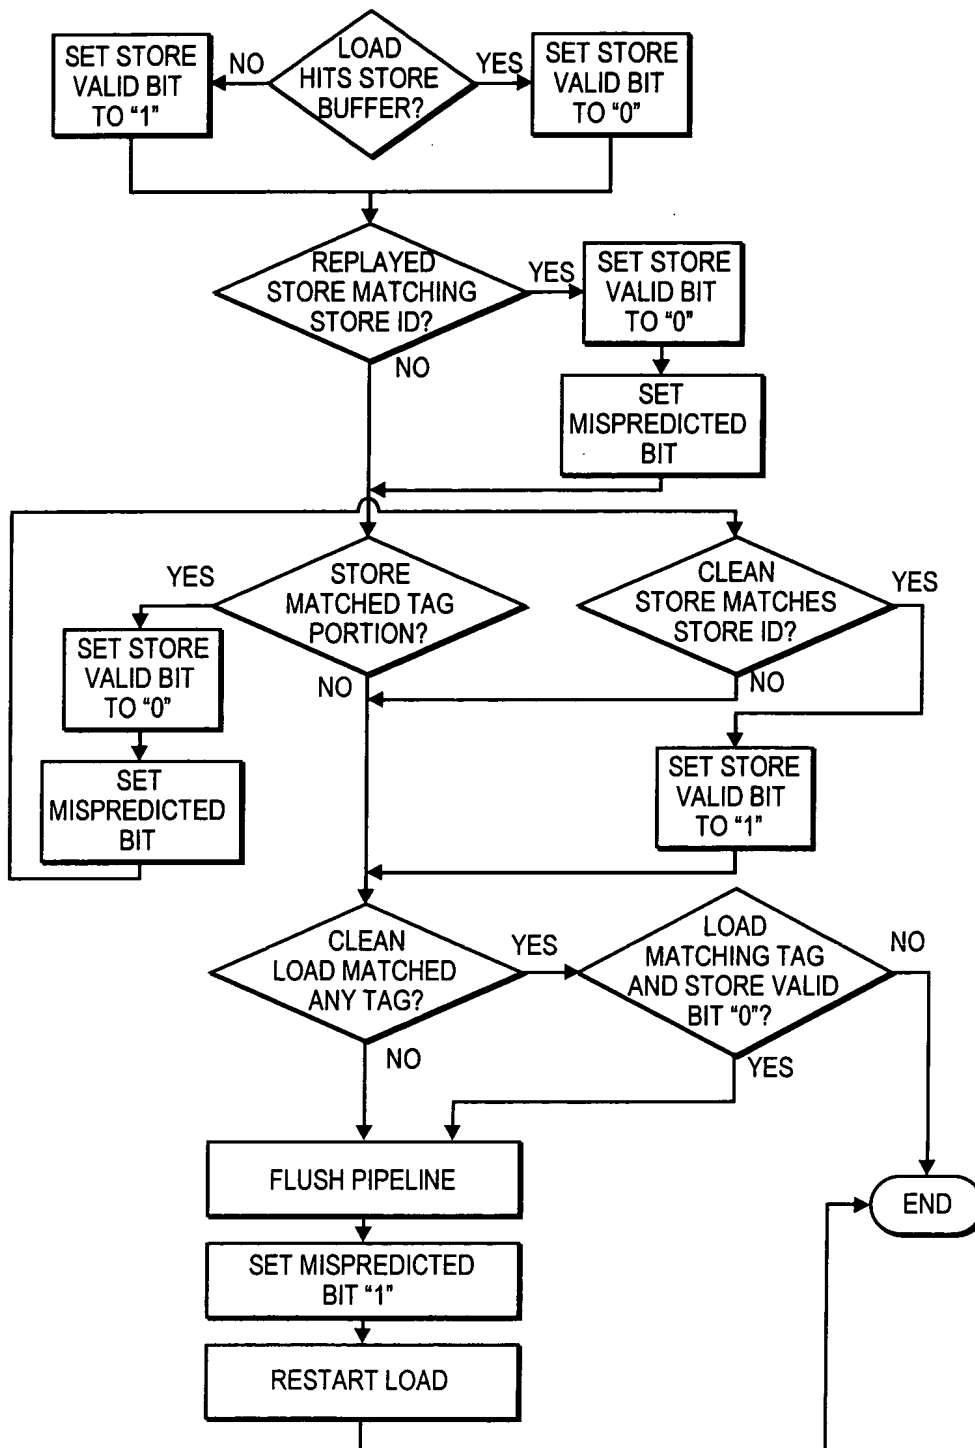 SET STORE
VALID BIT
TO “1”
NO
LOAD
HITS STORE
BUFFER?
YES
SET STORE
VALID BIT
TO “0”
REPLAYED
STORE MATCHING
STORE ID?
YES
NO
SET STORE
VALID BIT
TO “0”
SET
MISPREDICTED
BIT
YES
STORE
MATCHED TAG
PORTION?
NO
CLEAN
STORE MATCHES
STORE ID?
YES
NO
SET STORE
VALID BIT
TO “0”
SET
MISPREDICTED
BIT
SET STORE
VALID BIT
TO “1”
CLEAN
LOAD MATCHED
ANY TAG?
YES
NO
LOAD
MATCHING TAG
AND STORE VALID
BIT “0”?
NO
YES
FLUSH PIPELINE
END
SET MISPREDICTED
BIT “1”
RESTART LOAD